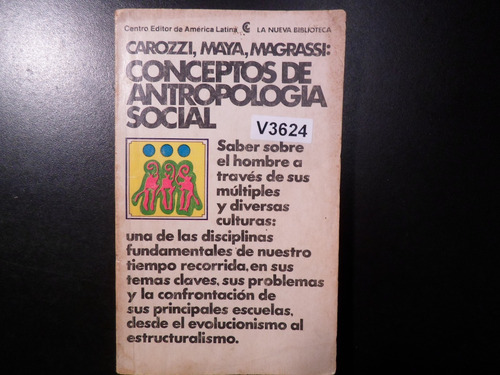 Centro Editor de América Latina LA NUEVA BIBLIOTECA
CAROZZI, MAYA, MAGRASSI:
CONCEPTOS DE
ANTROPOLOGIA
SOCIAL
V3624
Saber sobre
el hombre a
través de sus
múltiples
y diversas
culturas:
una de las disciplinas
fundamentales de nuestro
tiempo recorrida, en sus
temas claves, sus problemas
y la confrontación de
sus principales escuelas,
desde el evolucionismo al
estructuralismo.